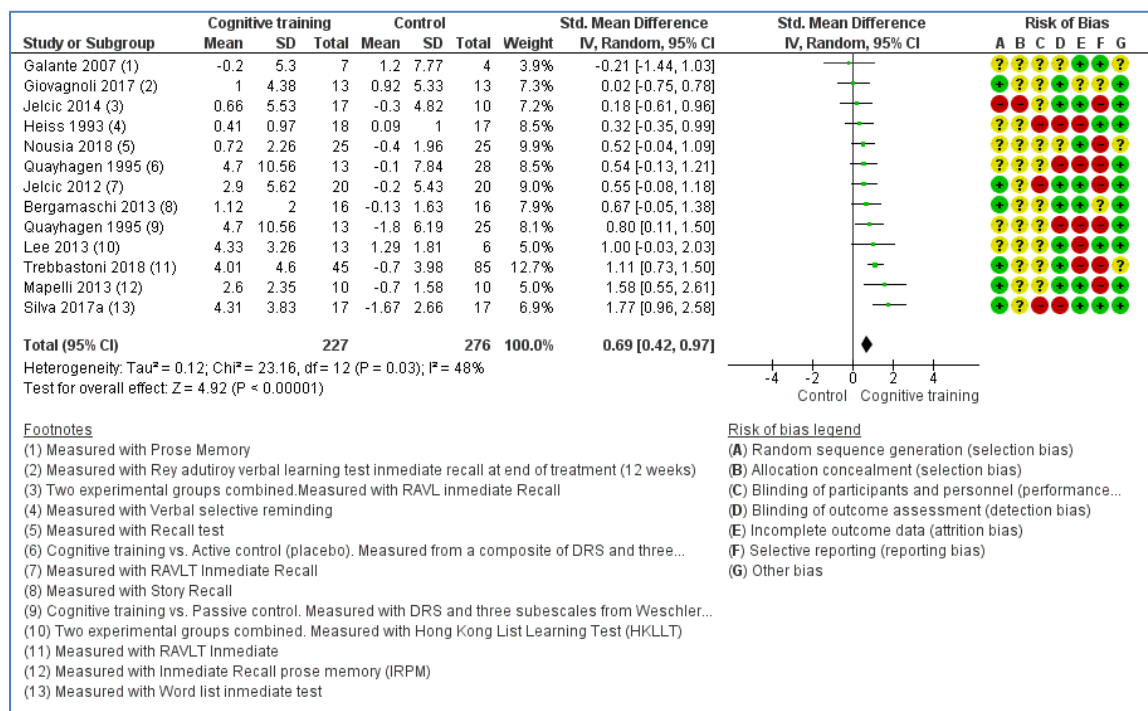 Cognitive training Control Std. Mean Difference Std. Mean Difference Risk of Bias
Study or Subgroup Mean SD Total Mean SD Total Weight IV, Random, 95% CI IV, Random, 95% CI A B C D E F G
Galante 2007 (1) -0.2 5.3 7 1.2 7.77 4 3.9% -0.21 [-1.44, 1.03]
Giovagnoli 2017 (2) 1 4.38 13 0.92 5.33 13 7.3% 0.02 [-0.75, 0.78]
Jelcic 2014 (3) 0.66 5.53 17 -0.3 4.82 10 7.1% 0.18 [-0.61, 0.96]
Heiss 1993 (4) 0.41 0.97 18 0.09 1 17 8.5% 0.32 [-0.35, 0.99]
Nousia 2018 (5) 0.72 2.26 25 -0.4 1.96 25 9.9% 0.52 [-0.04, 1.09]
Quayhagen 1995 (6) 4.7 10.56 13 -0.1 7.84 28 8.5% 0.54 [-0.13, 1.21]
Jelcic 2012 (7) 2.9 5.62 20 -0.2 5.43 20 9.0% 0.55 [-0.08, 1.18]
Bergamaschi 2013 (8) 1.12 2 16 -0.13 1.63 16 7.9% 0.67 [-0.05, 1.38]
Quayhagen 1995 (9) 4.7 10.56 13 -1.8 6.19 25 8.1% 0.80 [0.11, 1.50]
Lee 2013 (10) 4.33 3.26 13 1.29 1.81 6 5.0% 1.00 [-0.03, 2.03]
Trebbastoni 2018 (11) 4.01 4.6 45 -0.7 3.98 85 12.7% 1.11 [0.73, 1.50]
Mapelli 2013 (12) 2.6 2.35 10 -0.7 1.58 10 5.0% 1.58 [0.55, 2.61]
Silva 2017a (13) 4.31 3.83 17 -1.67 2.66 17 6.9% 1.77 [0.96, 2.58]
Total (95% CI) 227 276 100.0% 0.69 [0.42, 0.97]
Heterogeneity: Tau² = 0.12; Chi² = 23.16, df = 12 (P = 0.03); I² = 48%
Test for overall effect: Z = 4.92 (P < 0.00001)
-4 -2 0 2 4
Control Cognitive training
Footnotes
(1) Measured with Prose Memory
(2) Measured with Rey adutiroy verbal learning test inmediate recall at end of treatment (12 weeks)
(3) Two experimental groups combined.Measured with RAVL inmediate Recall
(4) Measured with Verbal selective reminding
(5) Measured with Recall test
(6) Cognitive training vs. Active control (placebo). Measured from a composite of DRS and three...
(7) Measured with RAVLT Inmediate Recall
(8) Measured with Story Recall
(9) Cognitive training vs. Passive control. Measured with DRS and three subescales from Weschler...
(10) Two experimental groups combined. Measured with Hong Kong List Learning Test (HKLLT)
(11) Measured with RAVLT Inmediate
(12) Measured with Inmediate Recall prose memory (IRPM)
(13) Measured with Word list inmediate test
Risk of bias legend
(A) Random sequence generation (selection bias)
(B) Allocation concealment (selection bias)
(C) Blinding of participants and personnel (performance...
(D) Blinding of outcome assessment (detection bias)
(E) Incomplete outcome data (attrition bias)
(F) Selective reporting (reporting bias)
(G) Other bias